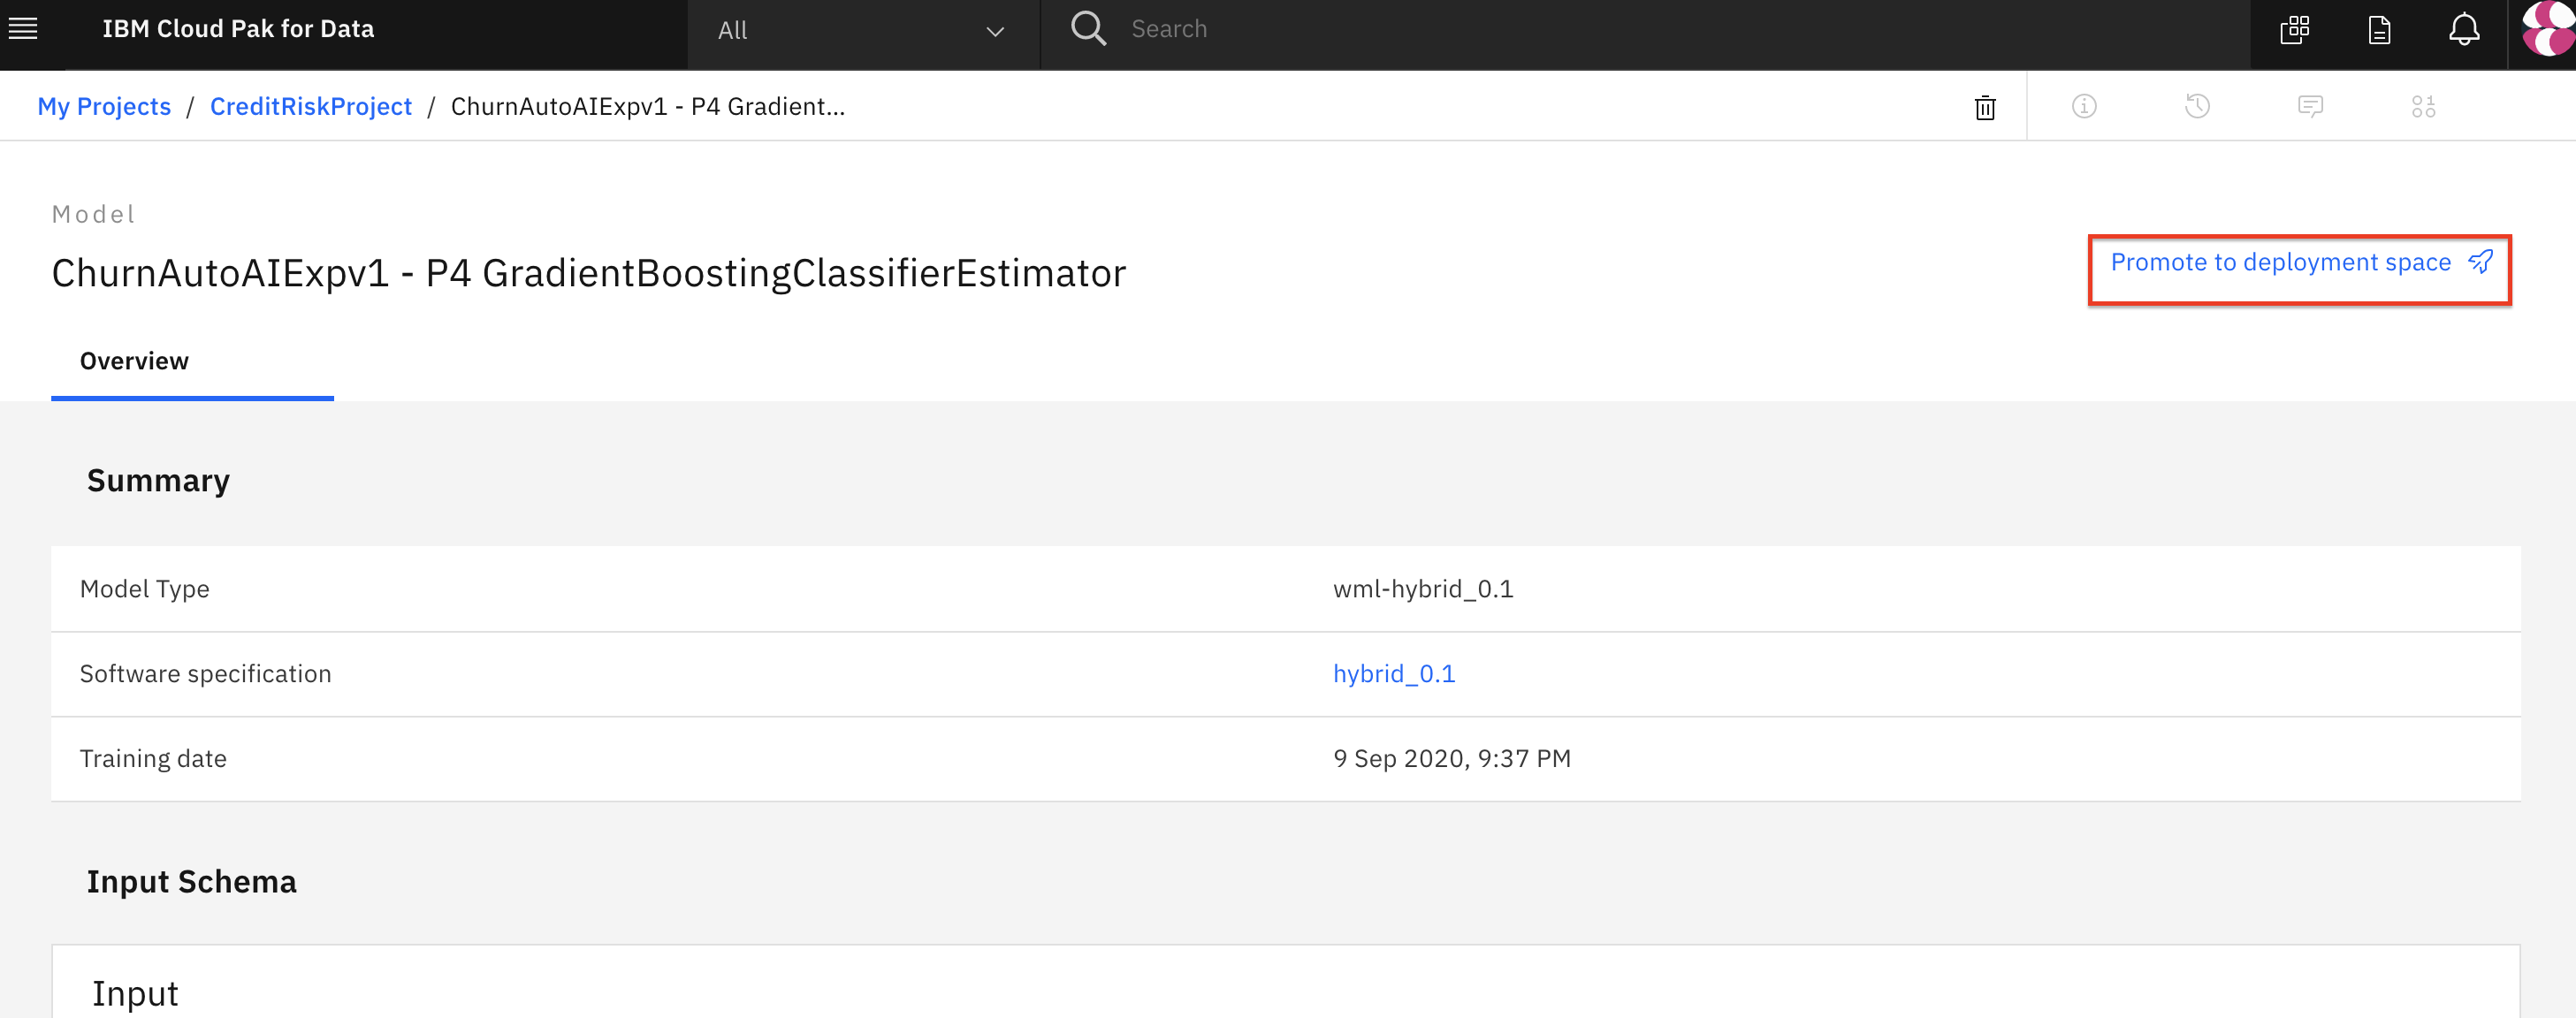 IBM Cloud Pak for Data
All
Search
My Projects / CreditRiskProject / ChurnAutoAIExpv1 - P4 Gradient...
Model
ChurnAutoAIExpv1 - P4 GradientBoostingClassifierEstimator
Promote to deployment space
Overview
Summary
Model Type wml-hybrid_0.1
Software specification hybrid_0.1
Training date 9 Sep 2020, 9:37 PM
Input Schema
Input